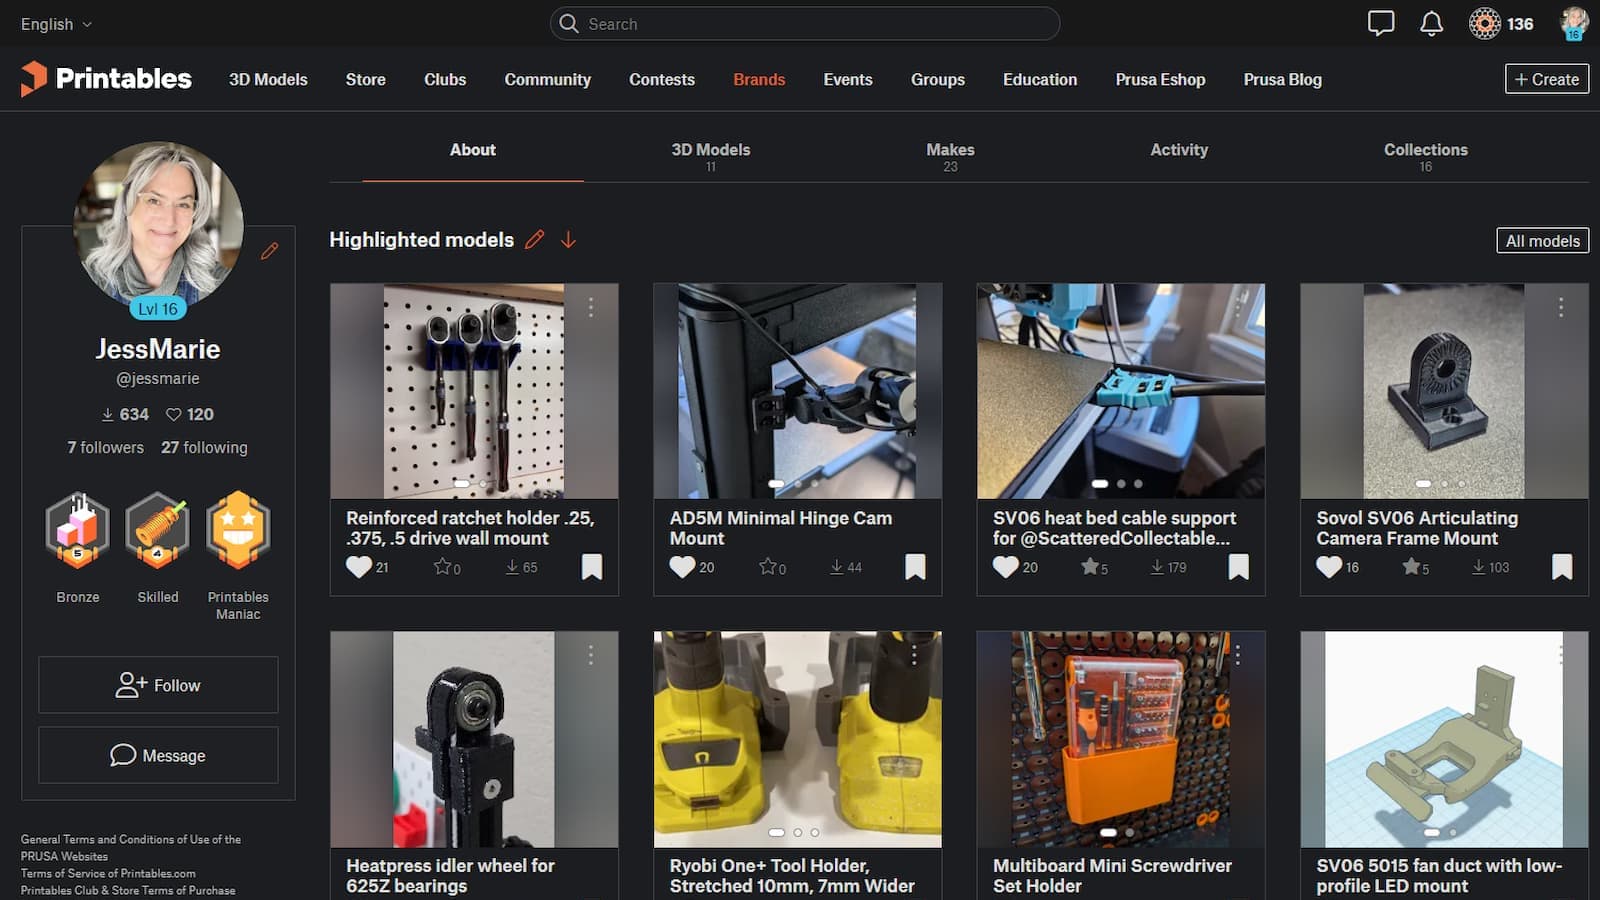 English
Search
136
16
Printables
3D Models
Store
Clubs
Community
Contests
Brands
Events
Groups
Education
Prusa Eshop
Prusa Blog
+ Create
About
3D Models
11
Makes
23
Activity
Collections
16
Lvl 16
JessMarie
@jessmarie
634 120
7 followers 27 following
5
4
Bronze
Skilled
Printables
Maniac
Follow
Message
General Terms and Conditions of Use of the
PRUSA Websites
Terms of Service of Printables.com
Printables Club & Store Terms of Purchase
Highlighted models
All models
Reinforced ratchet holder .25,
.375, .5 drive wall mount
21 0 65
AD5M Minimal Hinge Cam
Mount
20 0 44
SV06 heat bed cable support
for @ScatteredCollectable...
20 5 179
Sovol SV06 Articulating
Camera Frame Mount
16 5 103
Heatpress idler wheel for
625Z bearings
Ryobi One+ Tool Holder,
Stretched 10mm, 7mm Wider
Multiboard Mini Screwdriver
Set Holder
SV06 5015 fan duct with low-
profile LED mount